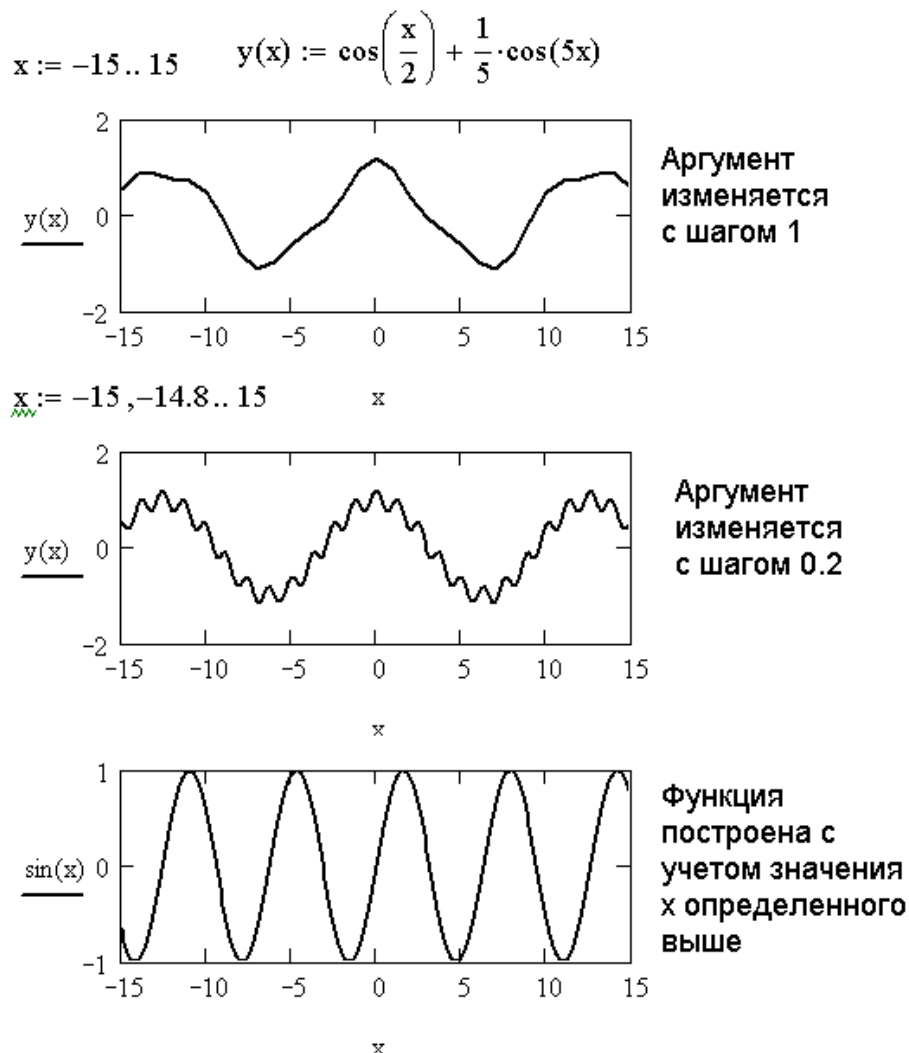 x := −15.. 15 y(x) := cos(x/2) + 1/5·cos(5x)
2
y(x) 0
−2
−15 −10 −5 0 5 10 15
Аргумент
изменяется
с шагом 1
x := −15 ,−14.8.. 15
x
2
y(x) 0
−2
−15 −10 −5 0 5 10 15
x
Аргумент
изменяется
с шагом 0.2
1
sin(x) 0
−1
−15 −10 −5 0 5 10 15
x
Функция
построена с
учетом значения
х определенного
выше